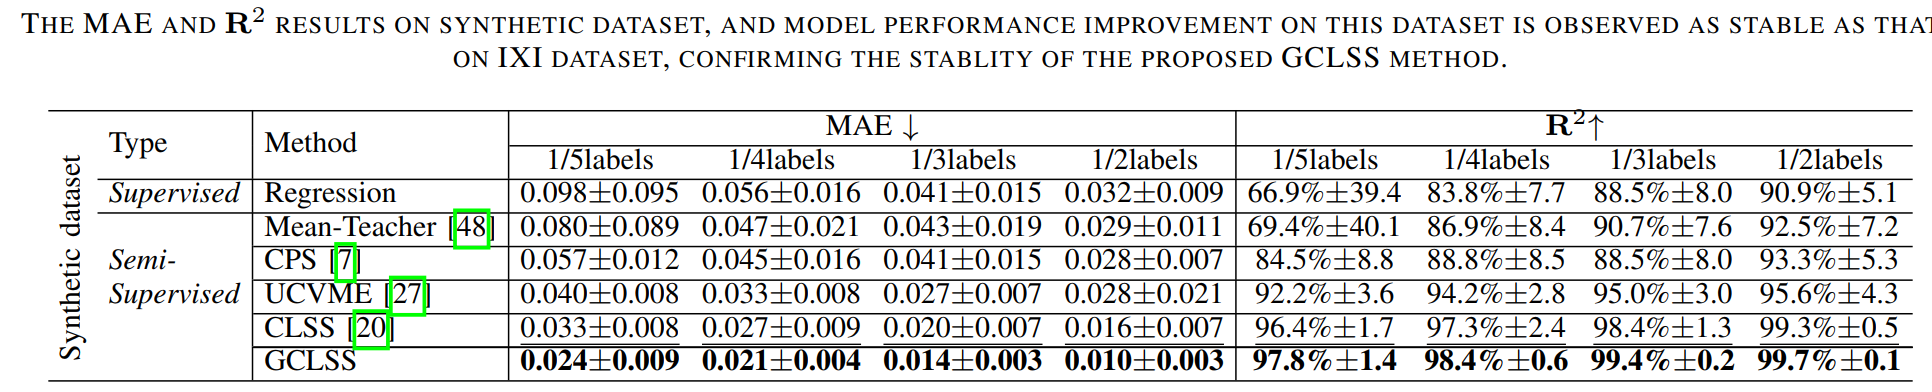 THE MAE AND R² RESULTS ON SYNTHETIC DATASET, AND MODEL PERFORMANCE IMPROVEMENT ON THIS DATASET IS OBSERVED AS STABLE AS THAT
ON IXI DATASET, CONFIRMING THE STABLITY OF THE PROPOSED GCLSS METHOD.
Synthetic dataset
Type Method MAE ↓ R²↑
1/5labels 1/4labels 1/3labels 1/2labels 1/5labels 1/4labels 1/3labels 1/2labels
Supervised Regression 0.098±0.095 0.056±0.016 0.041±0.015 0.032±0.009 66.9%±39.4 83.8%±7.7 88.5%±8.0 90.9%±5.1
Semi-Supervised
Mean-Teacher [48] 0.080±0.089 0.047±0.021 0.043±0.019 0.029±0.011 69.4%±40.1 86.9%±8.4 90.7%±7.6 92.5%±7.2
CPS [7] 0.057±0.012 0.045±0.016 0.041±0.015 0.028±0.007 84.5%±8.8 88.8%±8.5 88.5%±8.0 93.3%±5.3
UCVME [27] 0.040±0.008 0.033±0.008 0.027±0.007 0.028±0.021 92.2%±3.6 94.2%±2.8 95.0%±3.0 95.6%±4.3
CLSS [20] 0.033±0.008 0.027±0.009 0.020±0.007 0.016±0.007 96.4%±1.7 97.3%±2.4 98.4%±1.3 99.3%±0.5
GCLSS 0.024±0.009 0.021±0.004 0.014±0.003 0.010±0.003 97.8%±1.4 98.4%±0.6 99.4%±0.2 99.7%±0.1